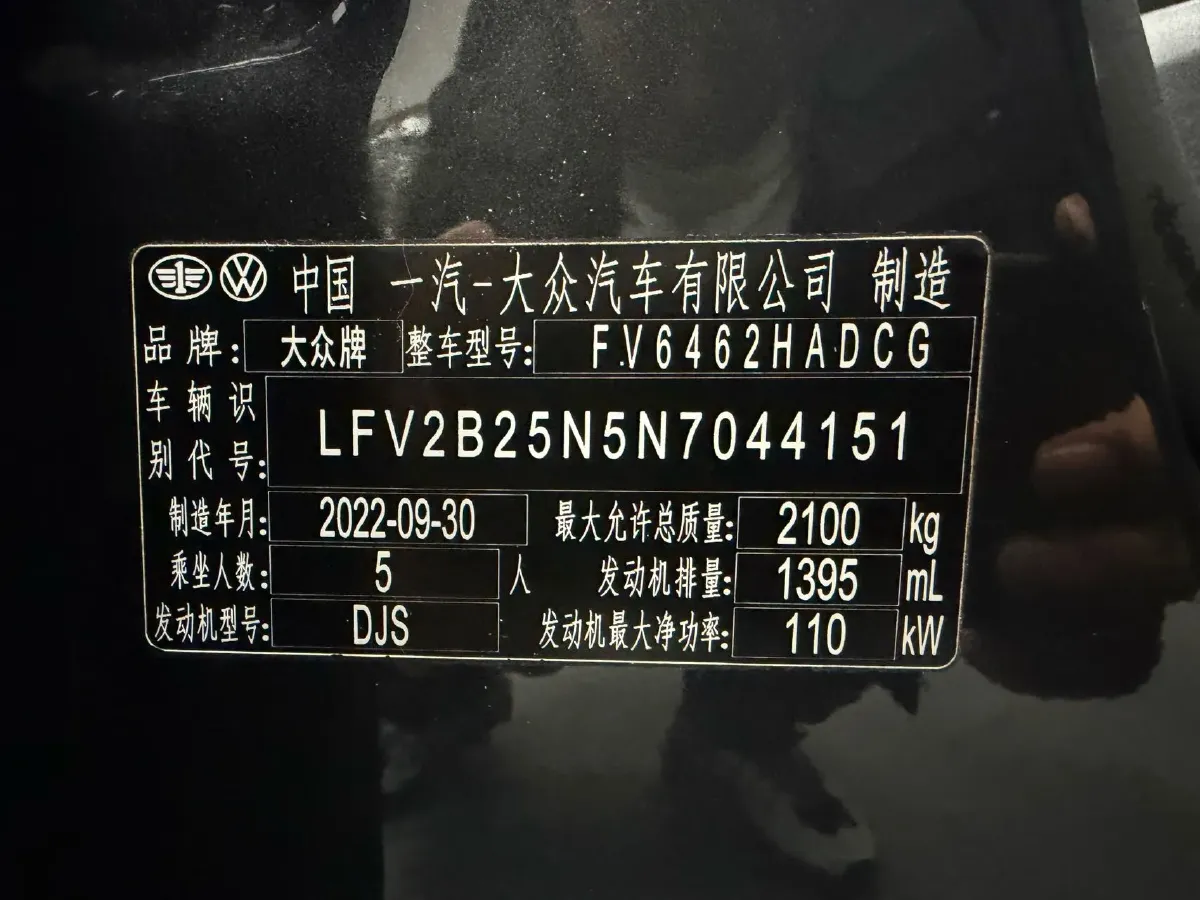 中国 一汽-大众汽车有限公司 制造
品牌: 大众牌 整车型号: FV6462HADCG
车辆识别代号: LFV2B25N5N7044151
制造年月: 2022-09-30 最大允许总质量: 2100 kg
乘坐人数: 5 人 发动机排量: 1395 mL
发动机型号: DJS 发动机最大净功率: 110 kW